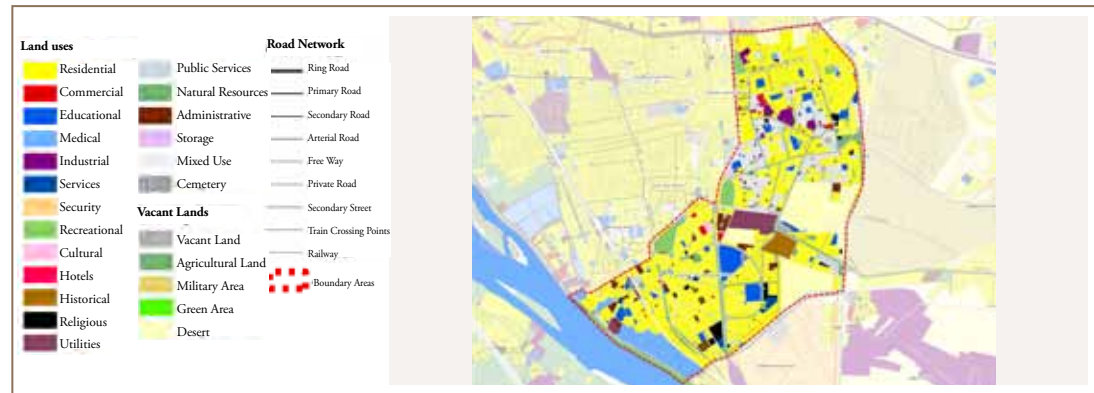 Land uses
Residential
Commercial
Educational
Medical
Industrial
Services
Security
Recreational
Cultural
Hotels
Historical
Religious
Utilities
Public Services
Natural Resources
Administrative
Storage
Mixed Use
Cemetery
Vacant Lands
Vacant Land
Agricultural Land
Military Area
Green Area
Desert
Road Network
Ring Road
Primary Road
Secondary Road
Arterial Road
Free Way
Private Road
Secondary Street
Train Crossing Points
Railway
Boundary Areas